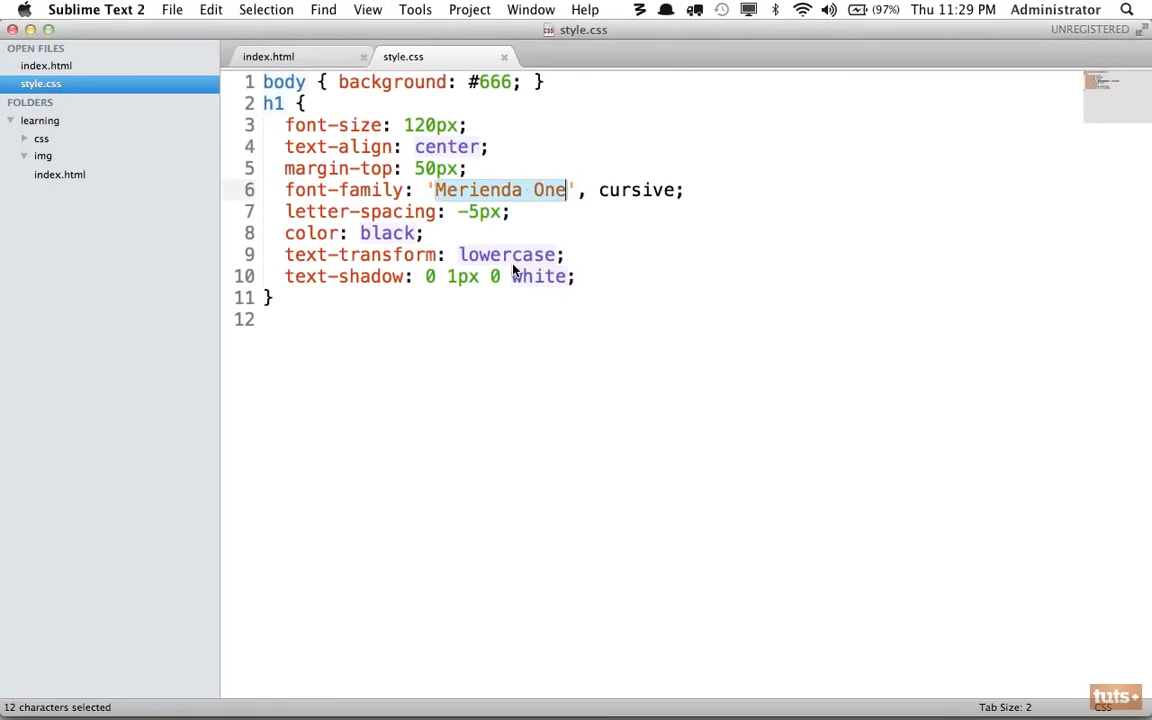 Sublime Text 2 File Edit Selection Find View Tools Project Window Help (97%) Thu 11:29 PM Administrator
style.css UNREGISTERED
OPEN FILES
index.html
style.css
FOLDERS
learning
css
img
index.html
index.html style.css
1 body { background: #666; }
2 h1 {
3 font-size: 120px;
4 text-align: center;
5 margin-top: 50px;
6 font-family: 'Merienda One', cursive;
7 letter-spacing: -5px;
8 color: black;
9 text-transform: lowercase;
10 text-shadow: 0 1px 0 white;
11 }
12
12 characters selected Tab Size: 2 CSS
tuts+